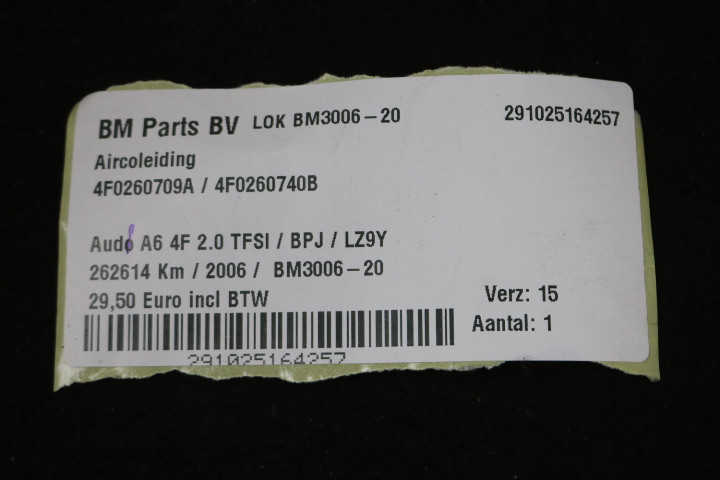 BM Parts BV LOK BM3006-20 291025164257
Aircoleiding
4F0260709A / 4F0260740B
Audi A6 4F 2.0 TFSI / BPJ / LZ9Y
262614 Km / 2006 / BM3006-20
29,50 Euro incl BTW
Verz: 15
Aantal: 1
291025164257